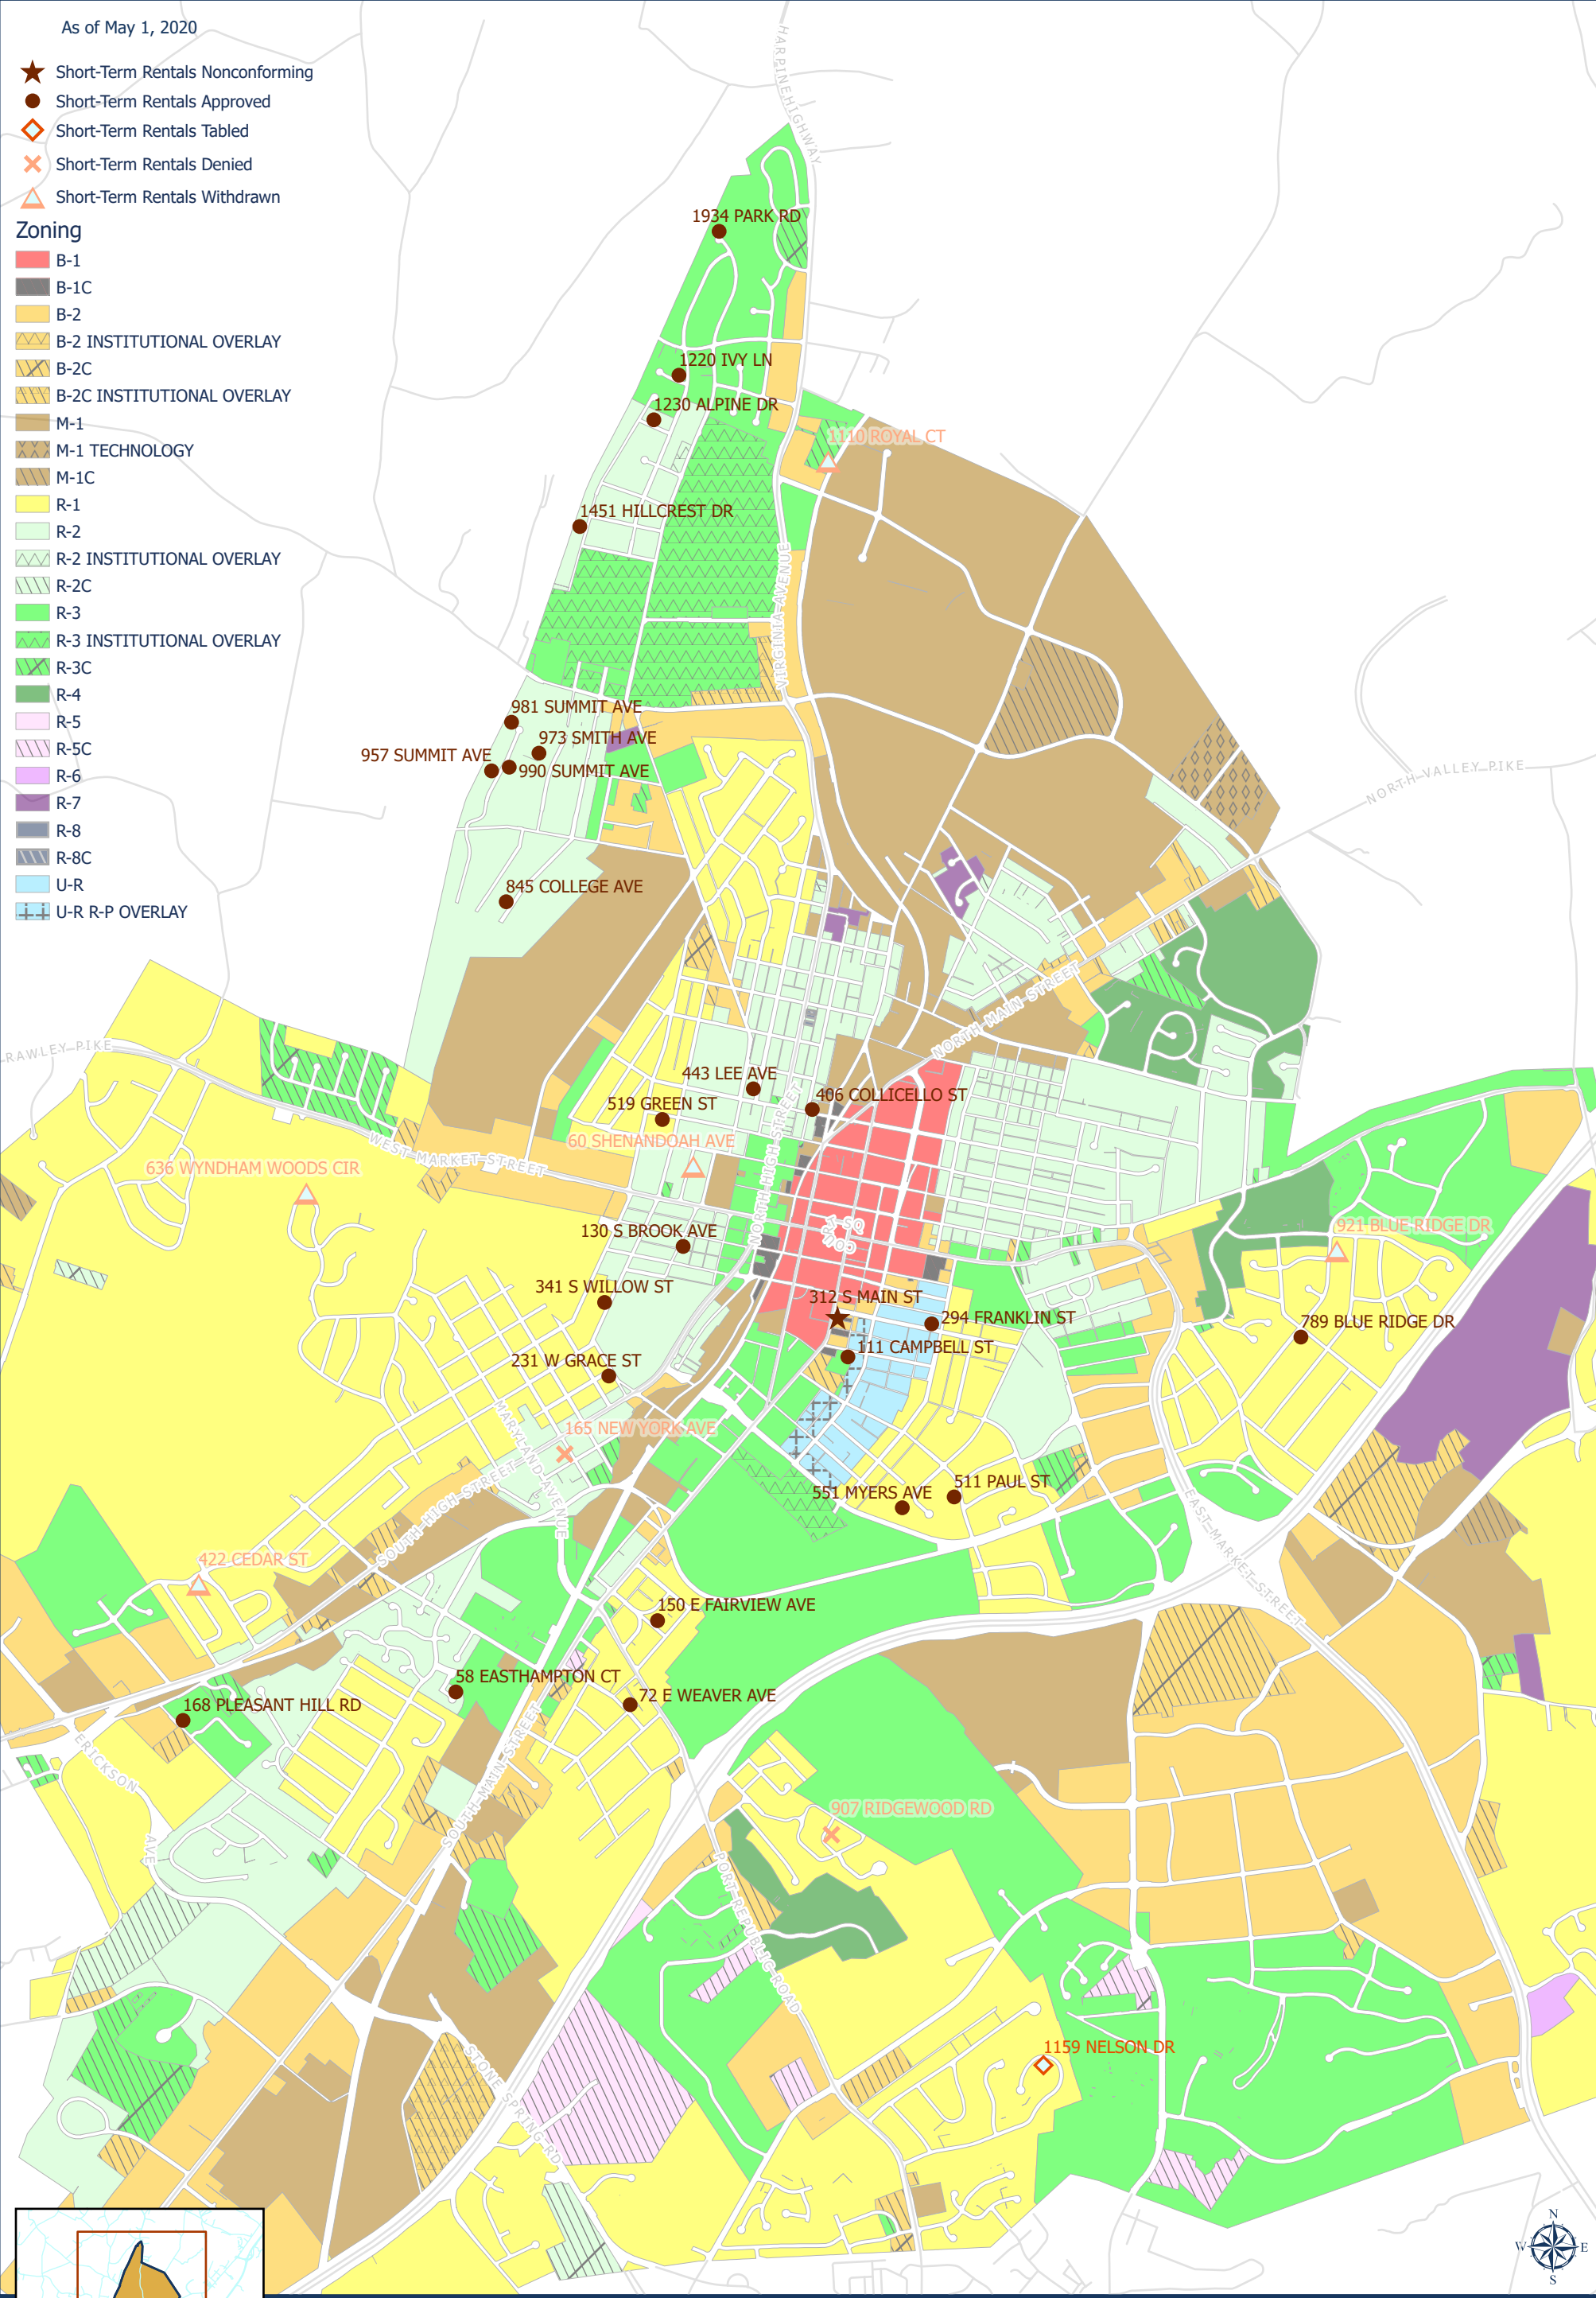 As of May 1, 2020
Short-Term Rentals Nonconforming
Short-Term Rentals Approved
Short-Term Rentals Tabled
Short-Term Rentals Denied
Short-Term Rentals Withdrawn
Zoning
B-1
B-1C
B-2
B-2 INSTITUTIONAL OVERLAY
B-2C
B-2C INSTITUTIONAL OVERLAY
M-1
M-1 TECHNOLOGY
M-1C
R-1
R-2
R-2 INSTITUTIONAL OVERLAY
R-2C
R-3
R-3 INSTITUTIONAL OVERLAY
R-3C
R-4
R-5
R-5C
R-6
R-7
R-8
R-8C
U-R
U-R R-P OVERLAY
HARPINEHIGHWAY
1934 PARK RD
1220 IVY LN
1230 ALPINE DR
1110 ROYAL CT
1451 HILLCREST DR
VIRGINIA AVENUE
981 SUMMIT AVE
973 SMITH AVE
957 SUMMIT AVE
990 SUMMIT AVE
NORTH VALLEY PIKE
845 COLLEGE AVE
NORTH MAIN STREET
RAWLEY PIKE
443 LEE AVE
406 COLLICELLO ST
519 GREEN ST
60 SHENANDOAH AVE
WEST MARKET STREET
636 WYNDHAM WOODS CIR
NORTH HIGH STREET
130 S BROOK AVE
921 BLUE RIDGE DR
341 S WILLOW ST
312 S MAIN ST
294 FRANKLIN ST
789 BLUE RIDGE DR
111 CAMPBELL ST
231 W GRACE ST
165 NEW YORK AVE
MARYLAND AVENUE
SOUTH HIGH STREET
511 PAUL ST
551 MYERS AVE
EAST MARKET STREET
422 CEDAR ST
150 E FAIRVIEW AVE
58 EASTHAMPTON CT
72 E WEAVER AVE
168 PLEASANT HILL RD
ERICKSON
AVE
SOUTH MAIN STREET
907 RIDGEWOOD RD
PORT REPUBLIC ROAD
1159 NELSON DR
STONE SPRING RD
N
W
E
S